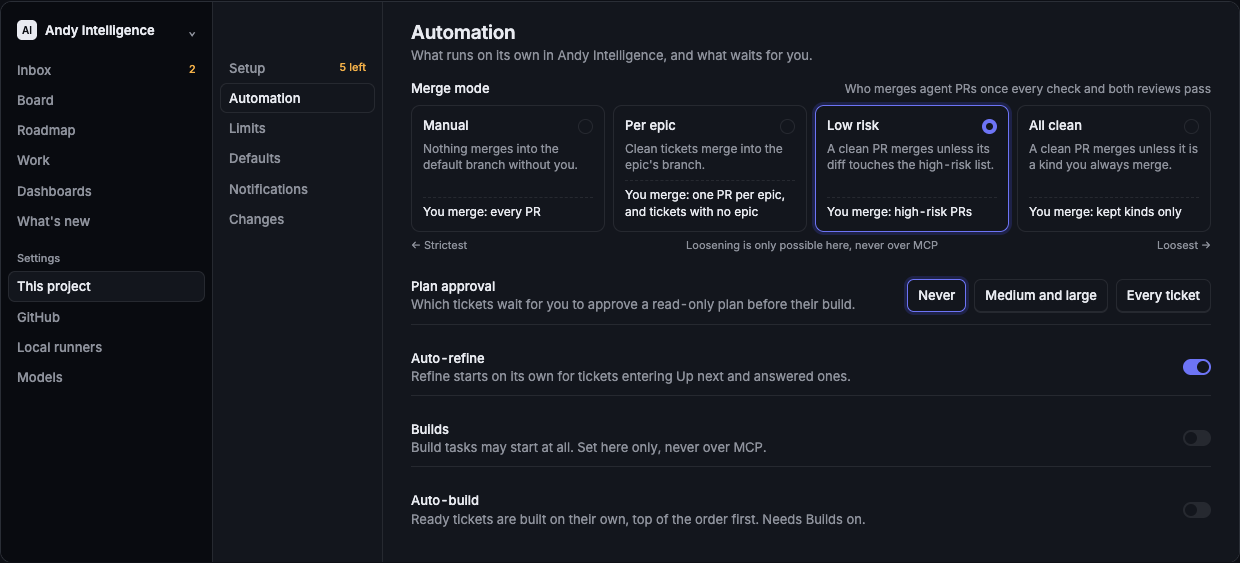 AI Andy Intelligence
Inbox 2
Board
Roadmap
Work
Dashboards
What's new
Settings
This project
GitHub
Local runners
Models
Setup 5 left
Automation
Limits
Defaults
Notifications
Changes
Automation
What runs on its own in Andy Intelligence, and what waits for you.
Merge mode
Who merges agent PRs once every check and both reviews pass
Manual
Nothing merges into the
default branch without you.
You merge: every PR
Per epic
Clean tickets merge into the
epic's branch.
You merge: one PR per epic,
and tickets with no epic
Low risk
A clean PR merges unless its
diff touches the high-risk list.
You merge: high-risk PRs
All clean
A clean PR merges unless it is
a kind you always merge.
You merge: kept kinds only
← Strictest
Loosening is only possible here, never over MCP
Loosest →
Plan approval
Which tickets wait for you to approve a read-only plan before their build.
Never
Medium and large
Every ticket
Auto-refine
Refine starts on its own for tickets entering Up next and answered ones.
Builds
Build tasks may start at all. Set here only, never over MCP.
Auto-build
Ready tickets are built on their own, top of the order first. Needs Builds on.